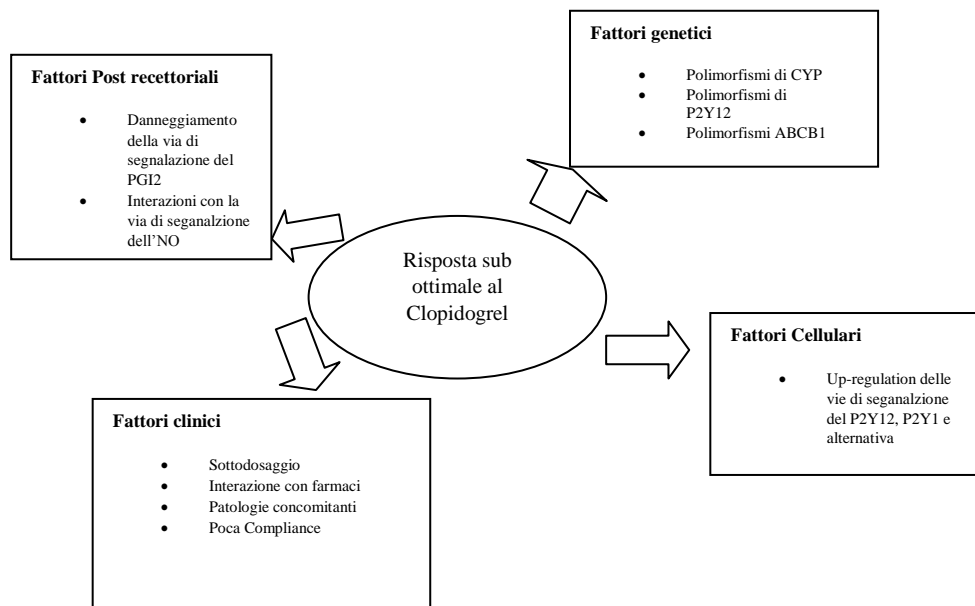 Fattori genetici
• Polimorfismi di CYP
• Polimorfismi di
P2Y12
• Polimorfismi ABCB1
Fattori Post recettoriali
• Danneggiamento
della via di
segnalazione del
PGI2
• Interazioni con la
via di seganalzione
dell'NO
Risposta sub
ottimale al
Clopidogrel
Fattori Cellulari
• Up-regulation delle
vie di seganalzione
del P2Y12, P2Y1 e
alternativa
Fattori clinici
• Sottodosaggio
• Interazione con farmaci
• Patologie concomitanti
• Poca Compliance